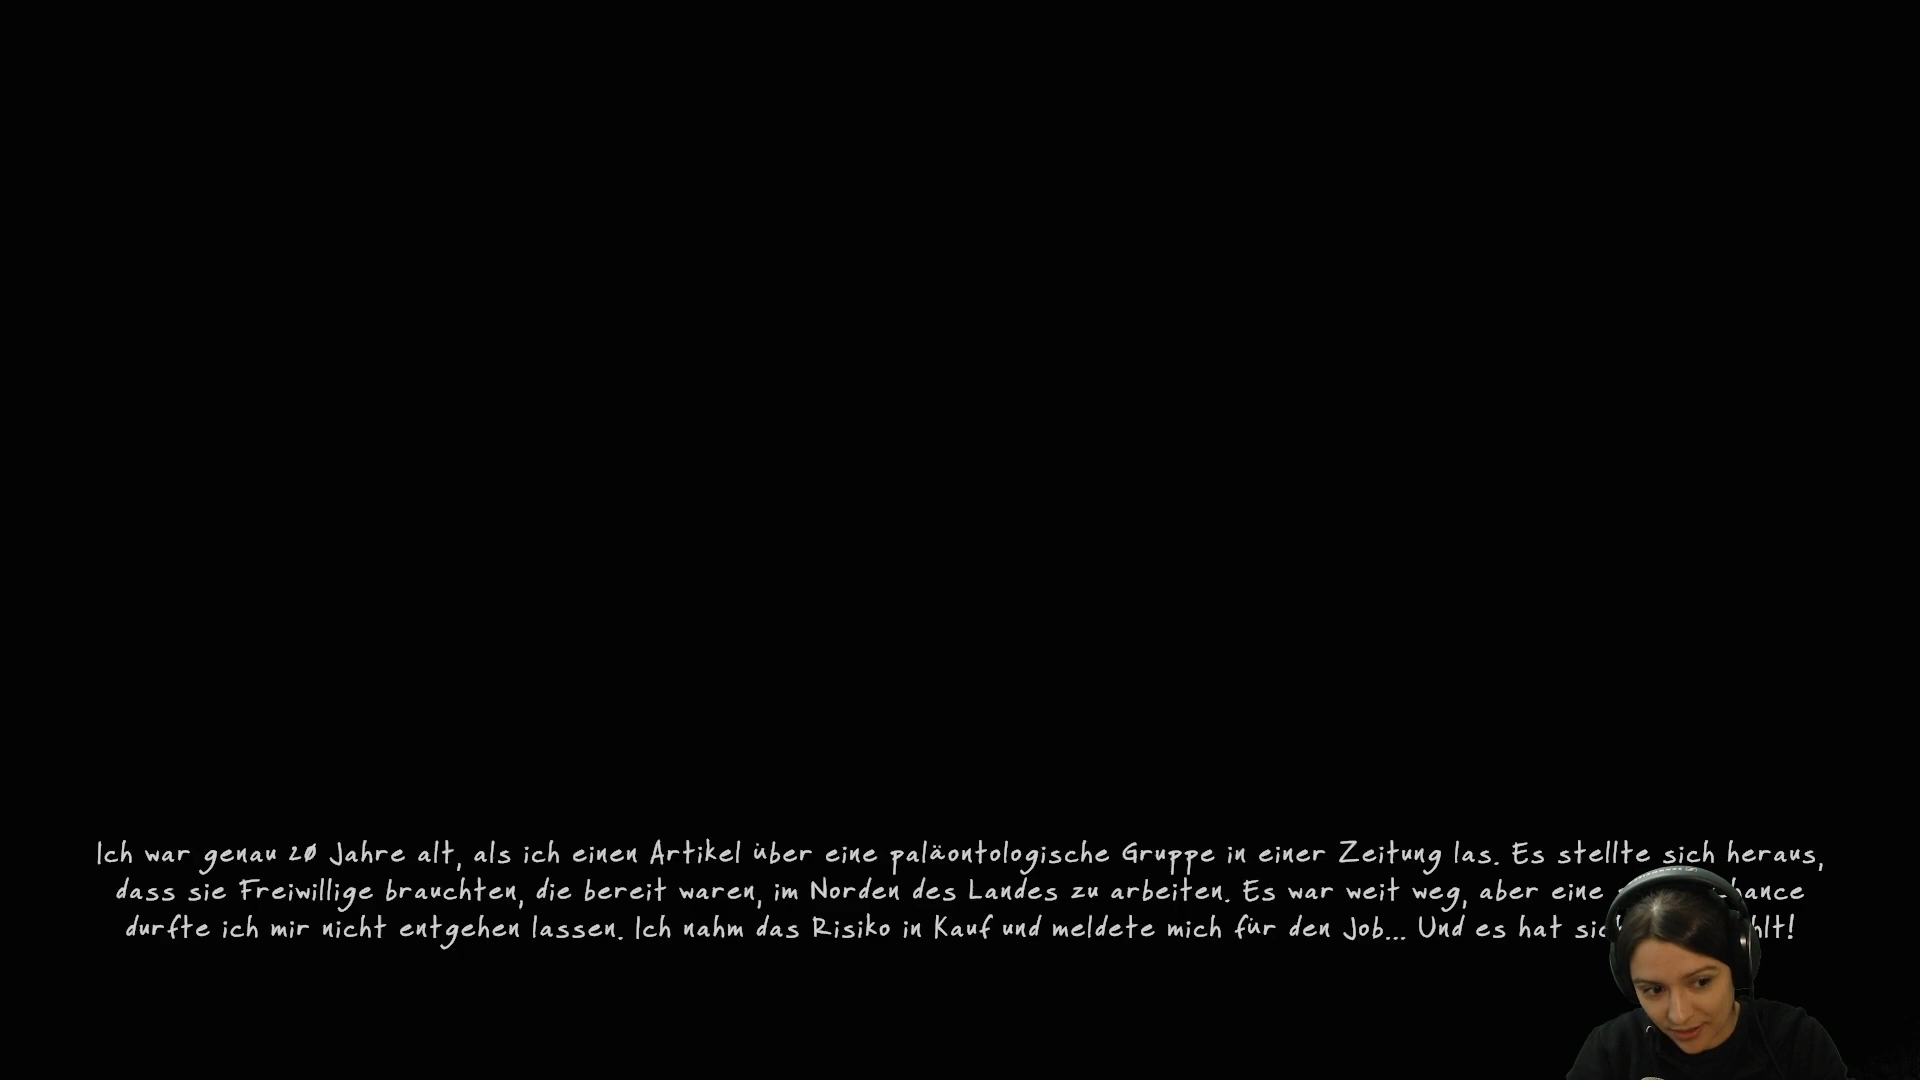 Ich war genau 20 Jahre alt, als ich einen Artikel über eine paläontologische Gruppe in einer Zeitung las. Es stellte sich heraus,
dass sie Freiwillige brauchten, die bereit waren, im Norden des Landes zu arbeiten. Es war weit weg, aber eine
durfte ich mir nicht entgehen lassen. Ich nahm das Risiko in Kauf und meldete mich für den Job... Und es hat